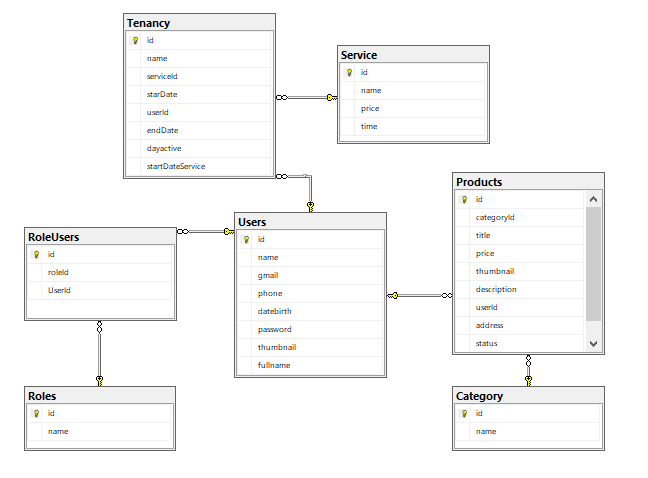 Tenancy
id
name
serviceId
starDate
userId
endDate
dayactive
startDateService
Service
id
name
price
time
Products
id
categoryId
title
price
thumbnail
description
userId
address
status
Users
id
name
gmail
phone
datebirth
password
thumbnail
fullname
RoleUsers
id
roleId
UserId
Roles
id
name
Category
id
name